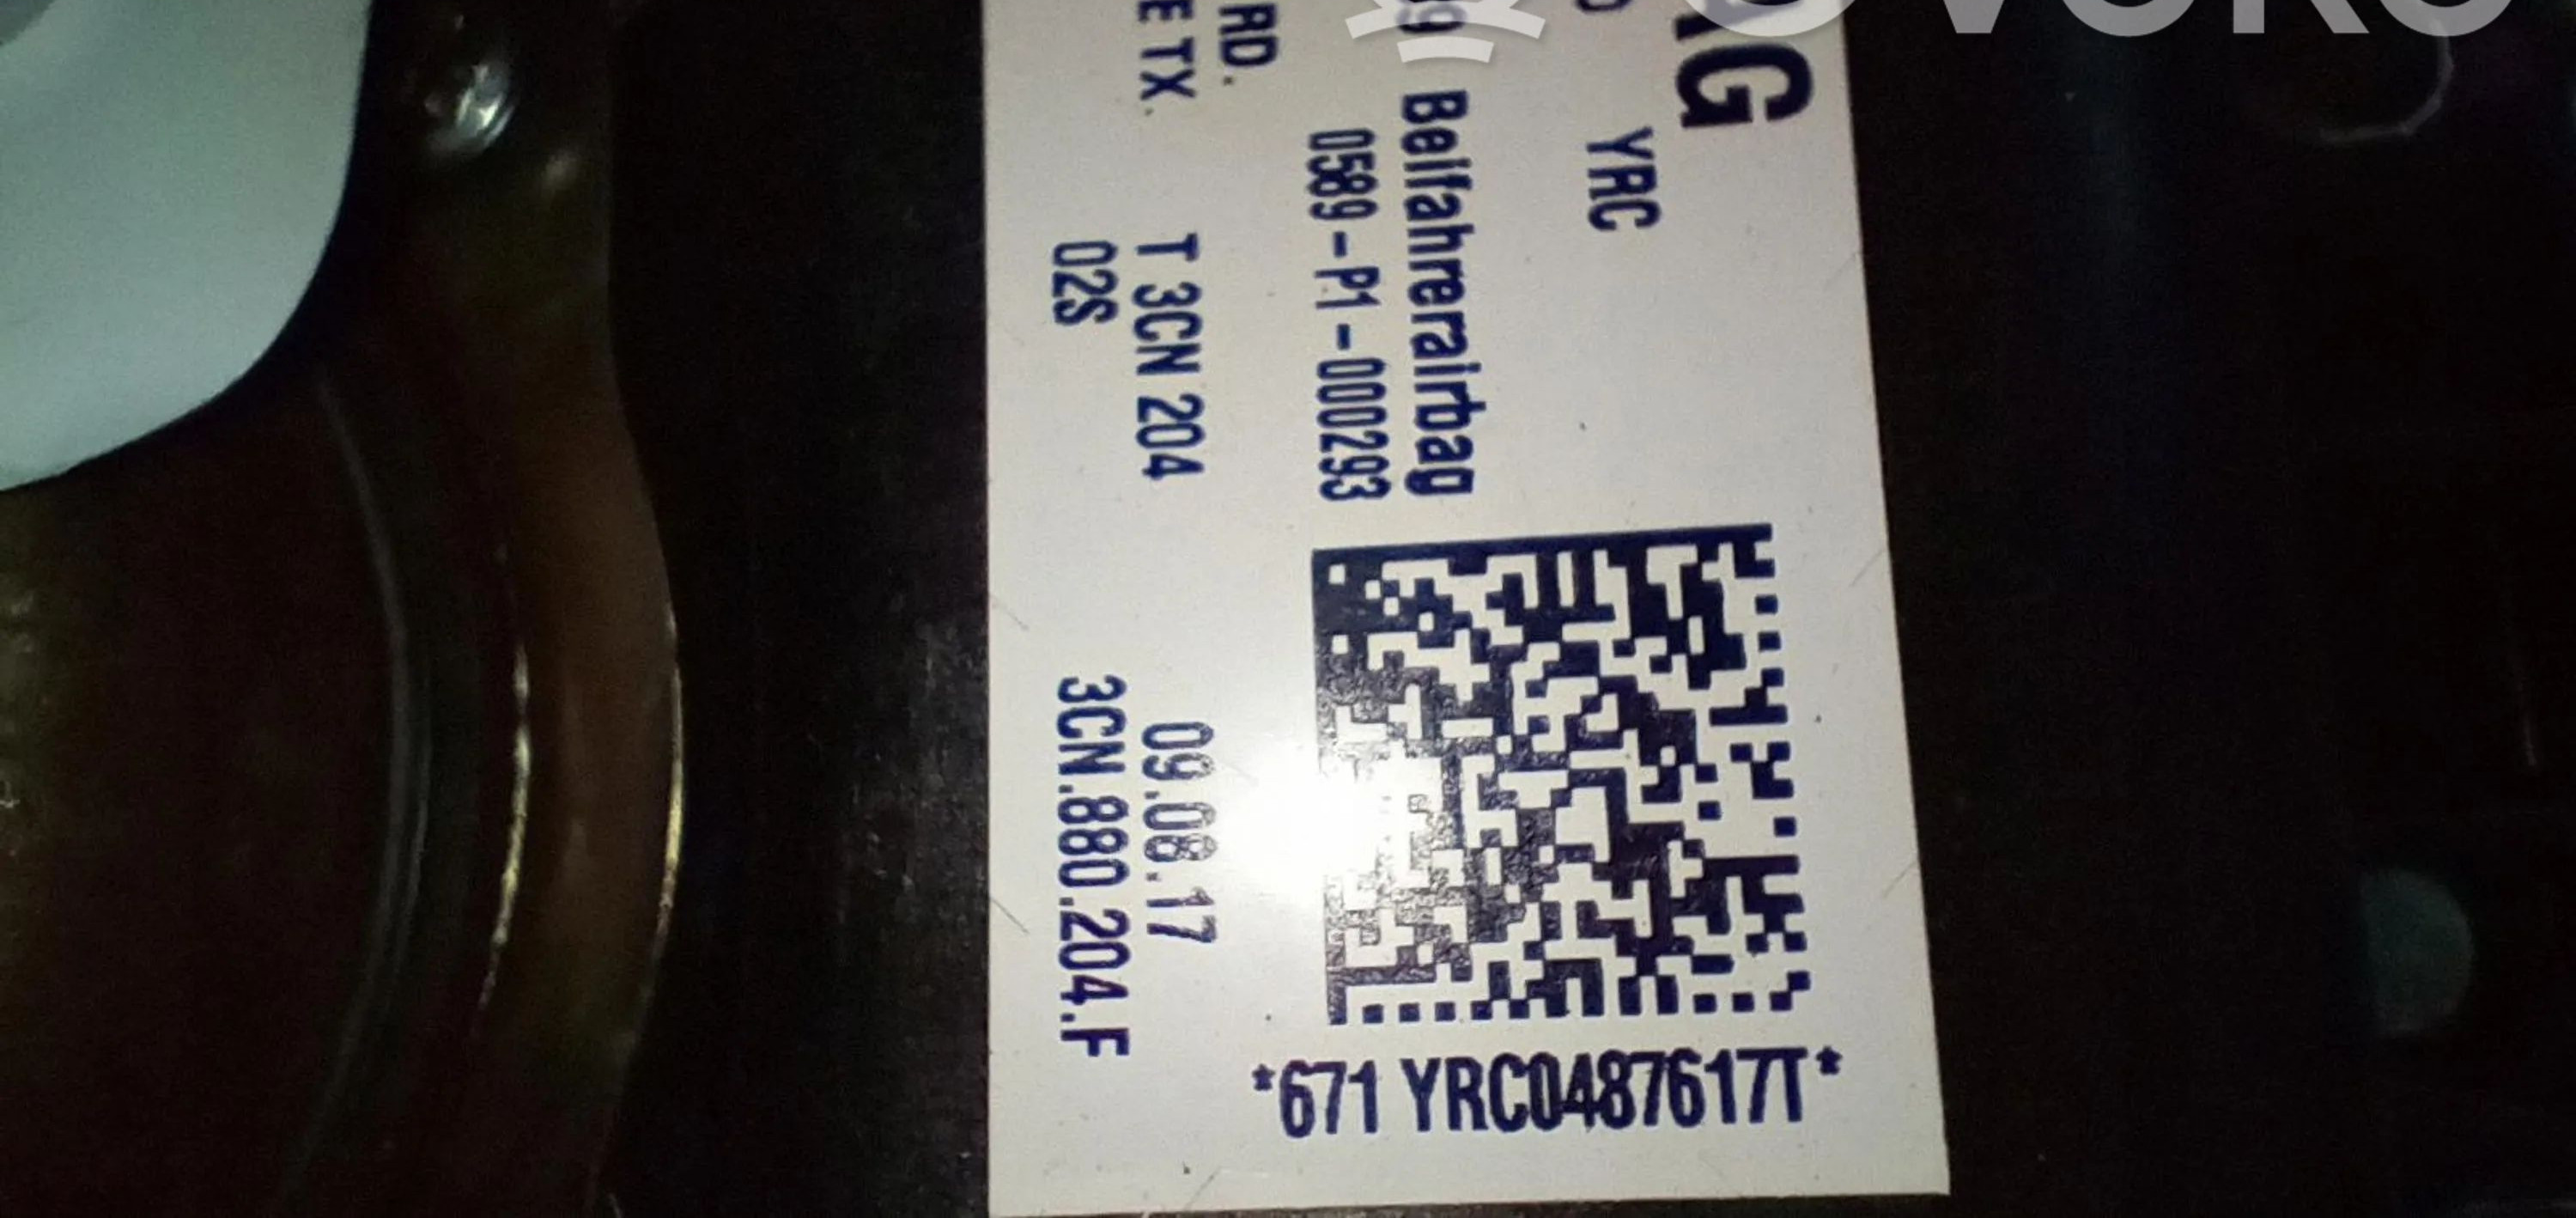 AG
YRC
09 Beifahrerairbag
0589-P1-000293
RD.
E TX. T 3CN 204 09.08.17
02S 3CN.880.204.F
*671 YRC0487617T*